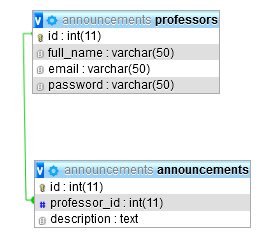 v announcements professors
id : int(11)
full_name : varchar(50)
email : varchar(50)
password : varchar(50)
v announcements announcements
id : int(11)
# professor_id : int(11)
description : text